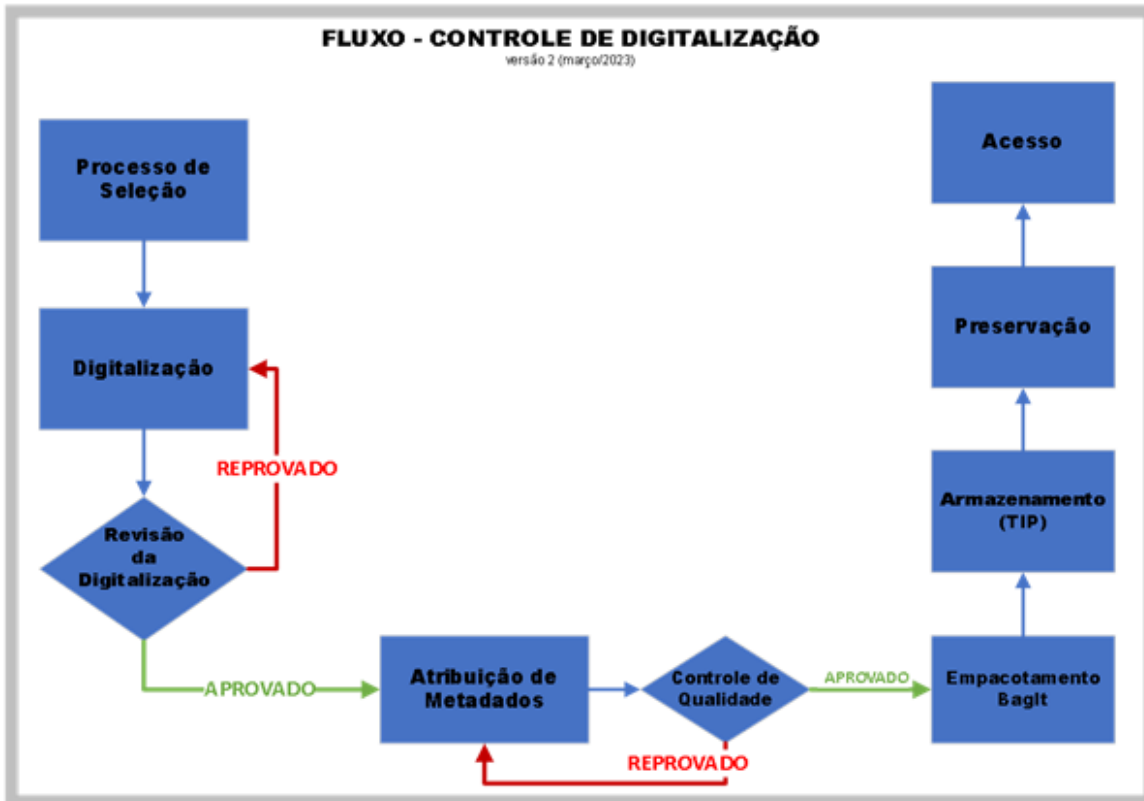 FLUXO - CONTROLE DE DIGITALIZAÇÃO
versão 2 (março/2023)
Processo de
Seleção
Digitalização
REPROVADO
Revisão
da
Digitalização
APROVADO
Atribuição de
Metadados
Controle de
Qualidade
REPROVADO
APROVADO
Empacotamento
BagIt
Armazenamento
(TIP)
Preservação
Acesso